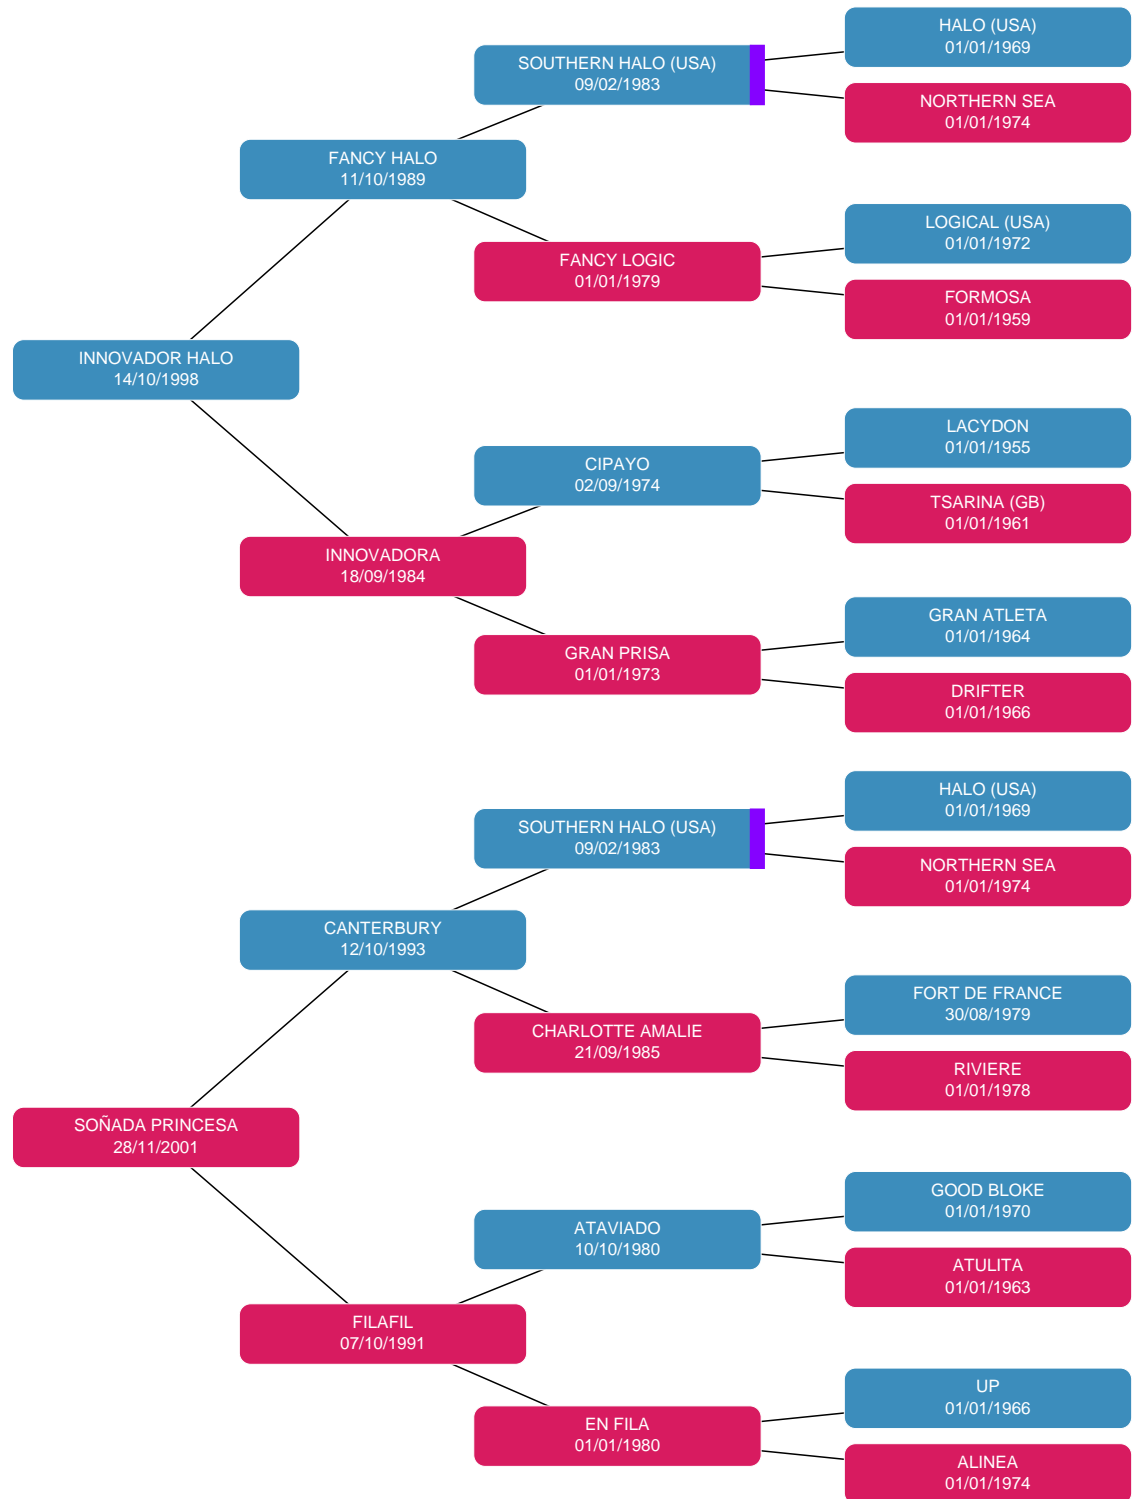 HALO (USA)
01/01/1969
SOUTHERN HALO (USA)
09/02/1983
NORTHERN SEA
01/01/1974
FANCY HALO
11/10/1989
LOGICAL (USA)
01/01/1972
FANCY LOGIC
01/01/1979
FORMOSA
01/01/1959
INNOVADOR HALO
14/10/1998
LACYDON
01/01/1955
CIPAYO
02/09/1974
TSARINA (GB)
01/01/1961
INNOVADORA
18/09/1984
GRAN ATLETA
01/01/1964
GRAN PRISA
01/01/1973
DRIFTER
01/01/1966
HALO (USA)
01/01/1969
SOUTHERN HALO (USA)
09/02/1983
NORTHERN SEA
01/01/1974
CANTERBURY
12/10/1993
FORT DE FRANCE
30/08/1979
CHARLOTTE AMALIE
21/09/1985
RIVIERE
01/01/1978
SOÑADA PRINCESA
28/11/2001
GOOD BLOKE
01/01/1970
ATAVIADO
10/10/1980
ATULITA
01/01/1963
FILAFIL
07/10/1991
UP
01/01/1966
EN FILA
01/01/1980
ALINEA
01/01/1974